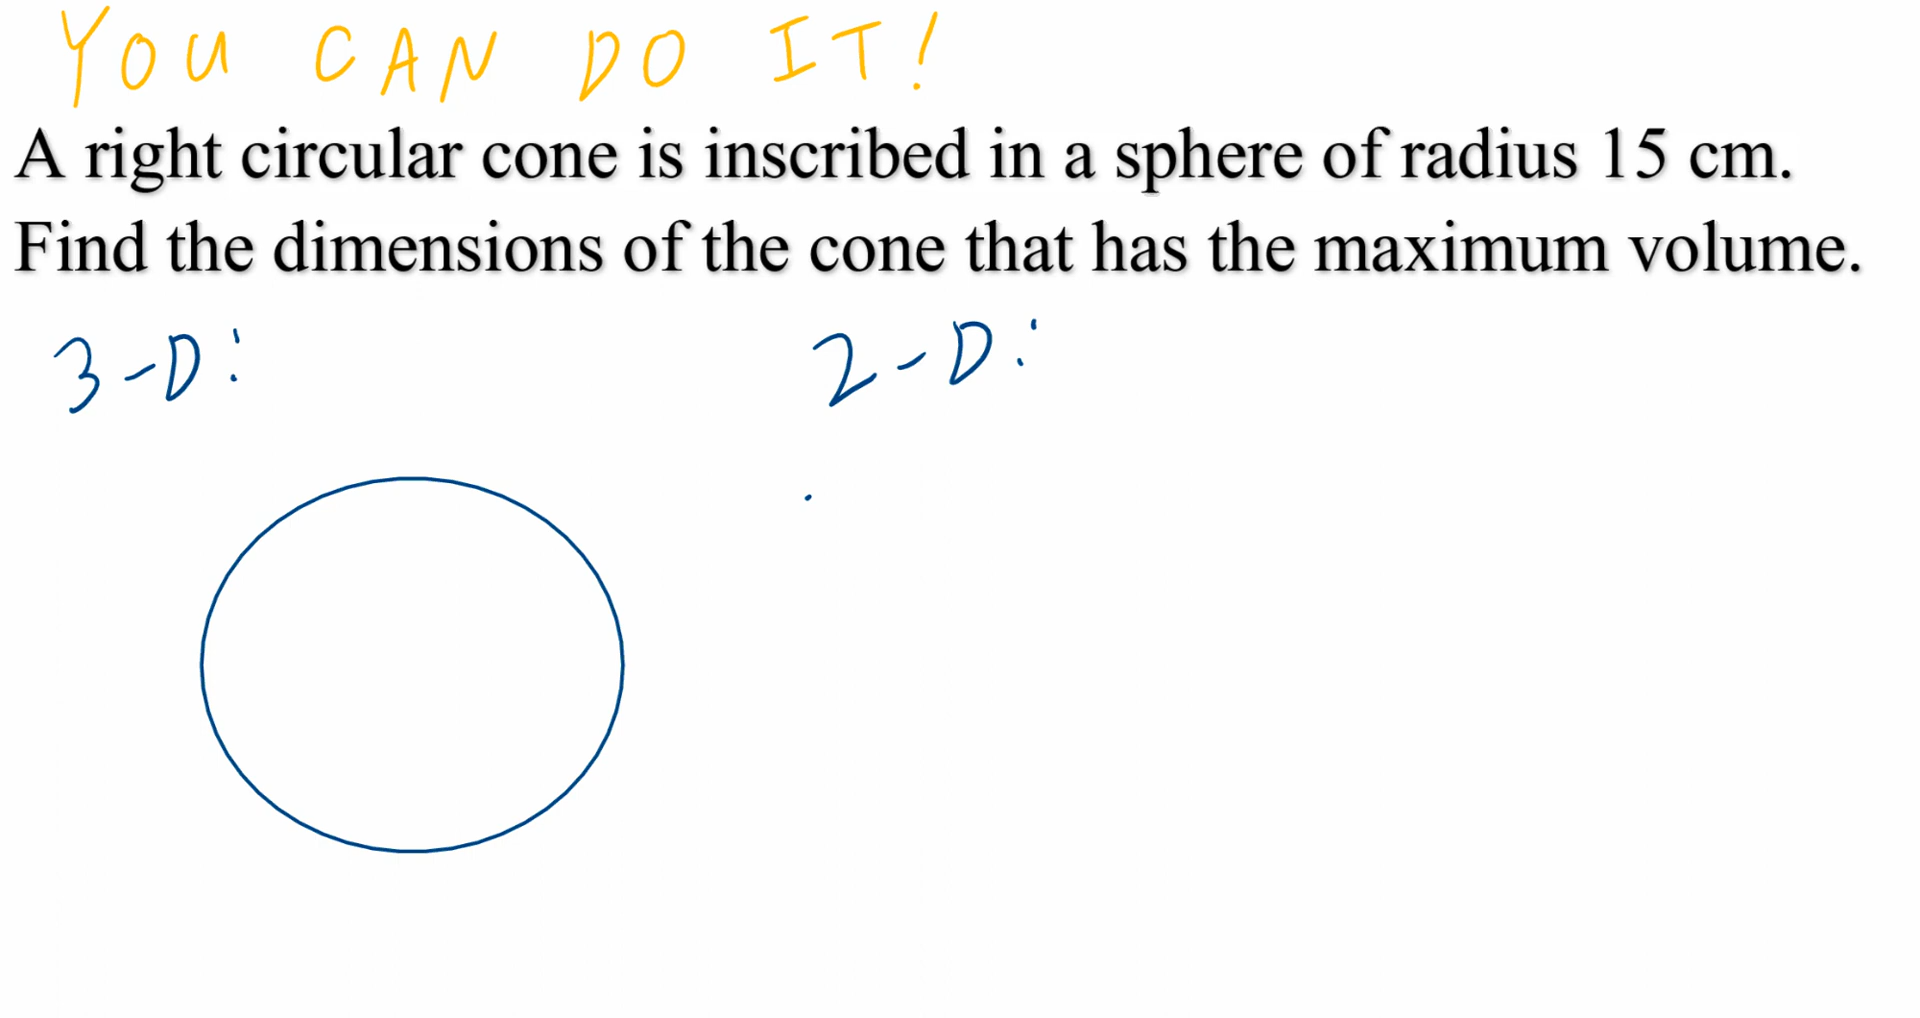 YOU CAN DO IT!
A right circular cone is inscribed in a sphere of radius 15 cm.
Find the dimensions of the cone that has the maximum volume.
3-D:
2-D: